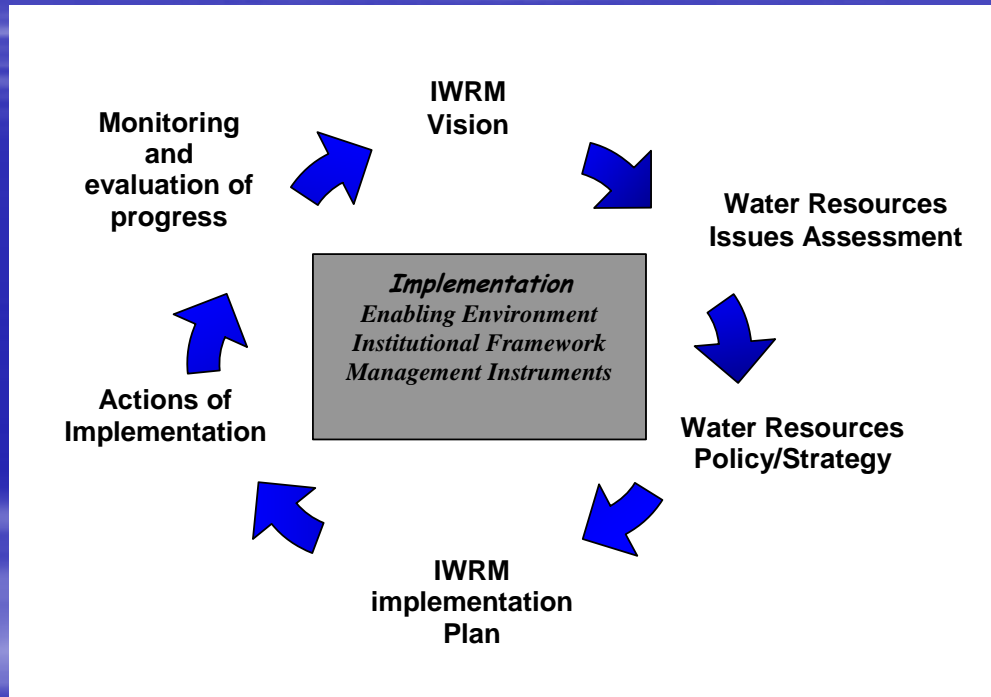 IWRM
Vision
Water Resources
Issues Assessment
Water Resources
Policy/Strategy
IWRM
implementation
Plan
Actions of
Implementation
Monitoring
and
evaluation of
progress
Implementation
Enabling Environment
Institutional Framework
Management Instruments